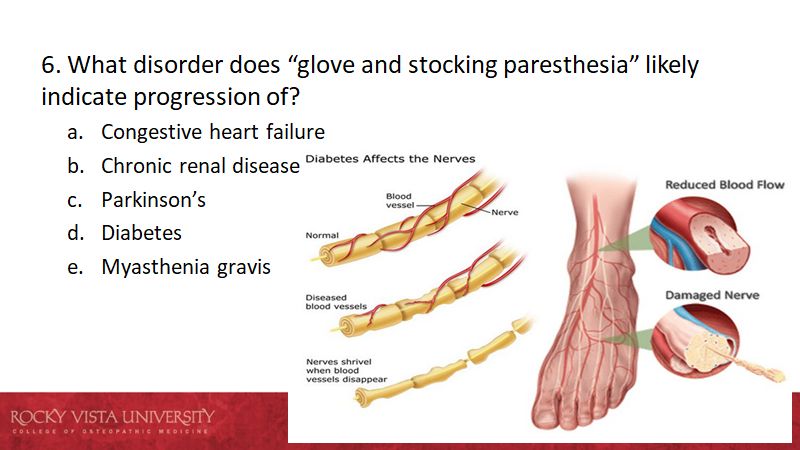 6. What disorder does “glove and stocking paresthesia” likely
indicate progression of?
a. Congestive heart failure
b. Chronic renal disease
c. Parkinson’s
d. Diabetes
e. Myasthenia gravis
Diabetes Affects the Nerves
Blood
vessel
Nerve
Normal
Diseased
blood vessels
Nerves shrivel
when blood
vessels disappear
Reduced Blood Flow
Damaged Nerve
ROCKY VISTA UNIVERSITY
COLLEGE OF OSTEOPATHIC MEDICINE